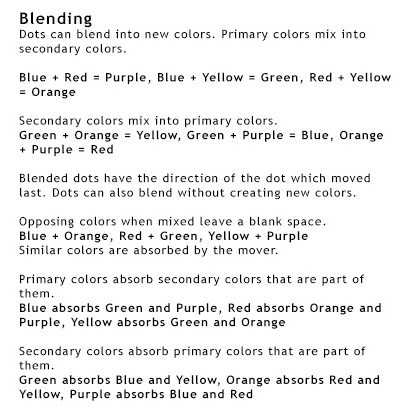 Blending
Dots can blend into new colors. Primary colors mix into
secondary colors.
Blue + Red = Purple, Blue + Yellow = Green, Red + Yellow
= Orange
Secondary colors mix into primary colors.
Green + Orange = Yellow, Green + Purple = Blue, Orange
+ Purple = Red
Blended dots have the direction of the dot which moved
last. Dots can also blend without creating new colors.
Opposing colors when mixed leave a blank space.
Blue + Orange, Red + Green, Yellow + Purple
Similar colors are absorbed by the mover.
Primary colors absorb secondary colors that are part of
them.
Blue absorbs Green and Purple, Red absorbs Orange and
Purple, Yellow absorbs Green and Orange
Secondary colors absorb primary colors that are part of
them.
Green absorbs Blue and Yellow, Orange absorbs Red and
Yellow, Purple absorbs Blue and Red